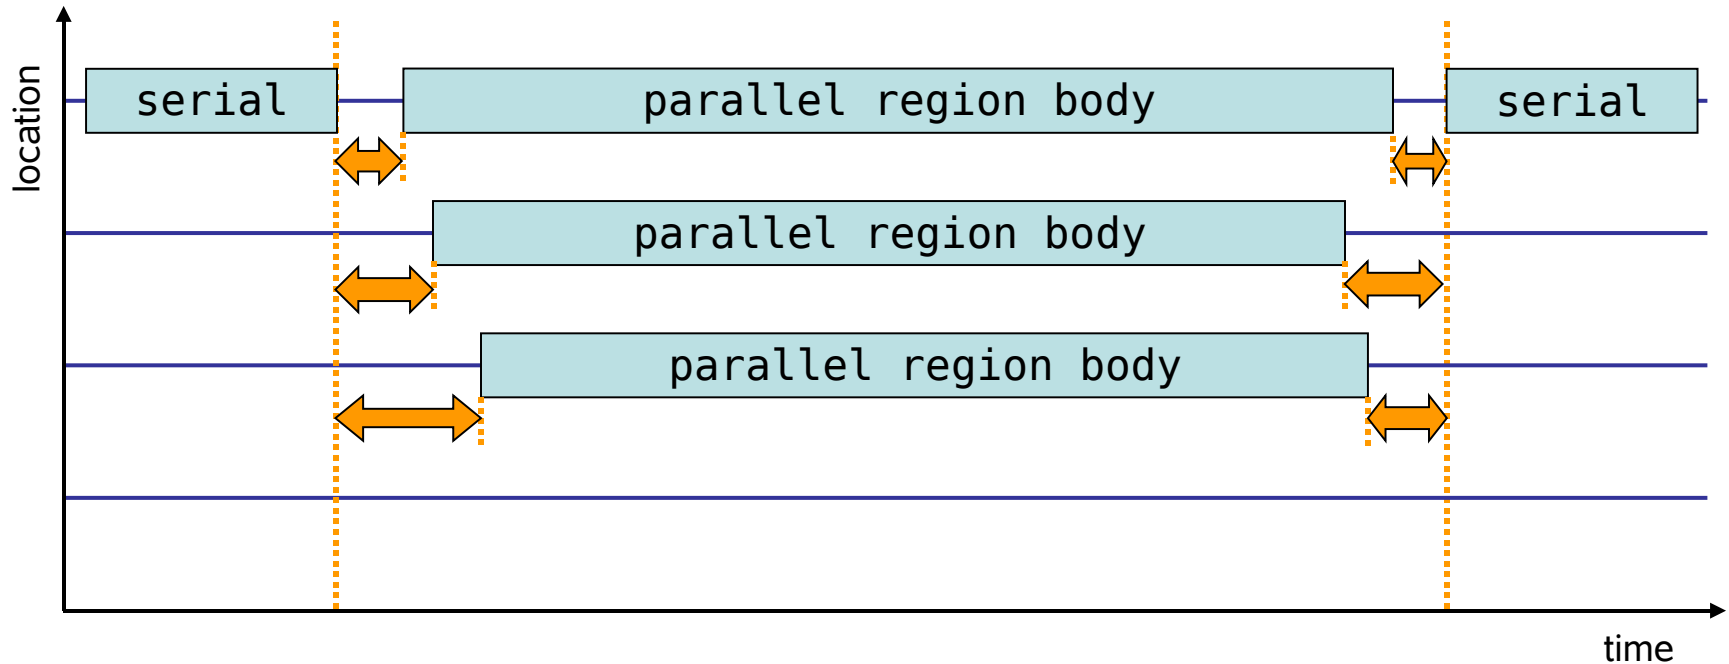 location
serial
parallel region body
serial
parallel region body
parallel region body
time